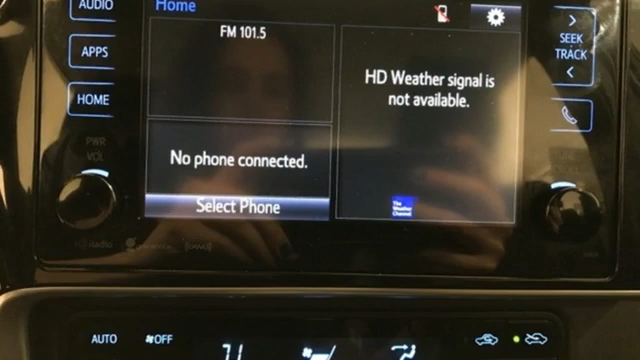 AUDIO
Home
FM 101.5
SEEK
TRACK
APPS
HD Weather signal is
not available.
HOME
PWR
VOL
No phone connected.
Select Phone
The
Weather
Channel
AUTO
OFF